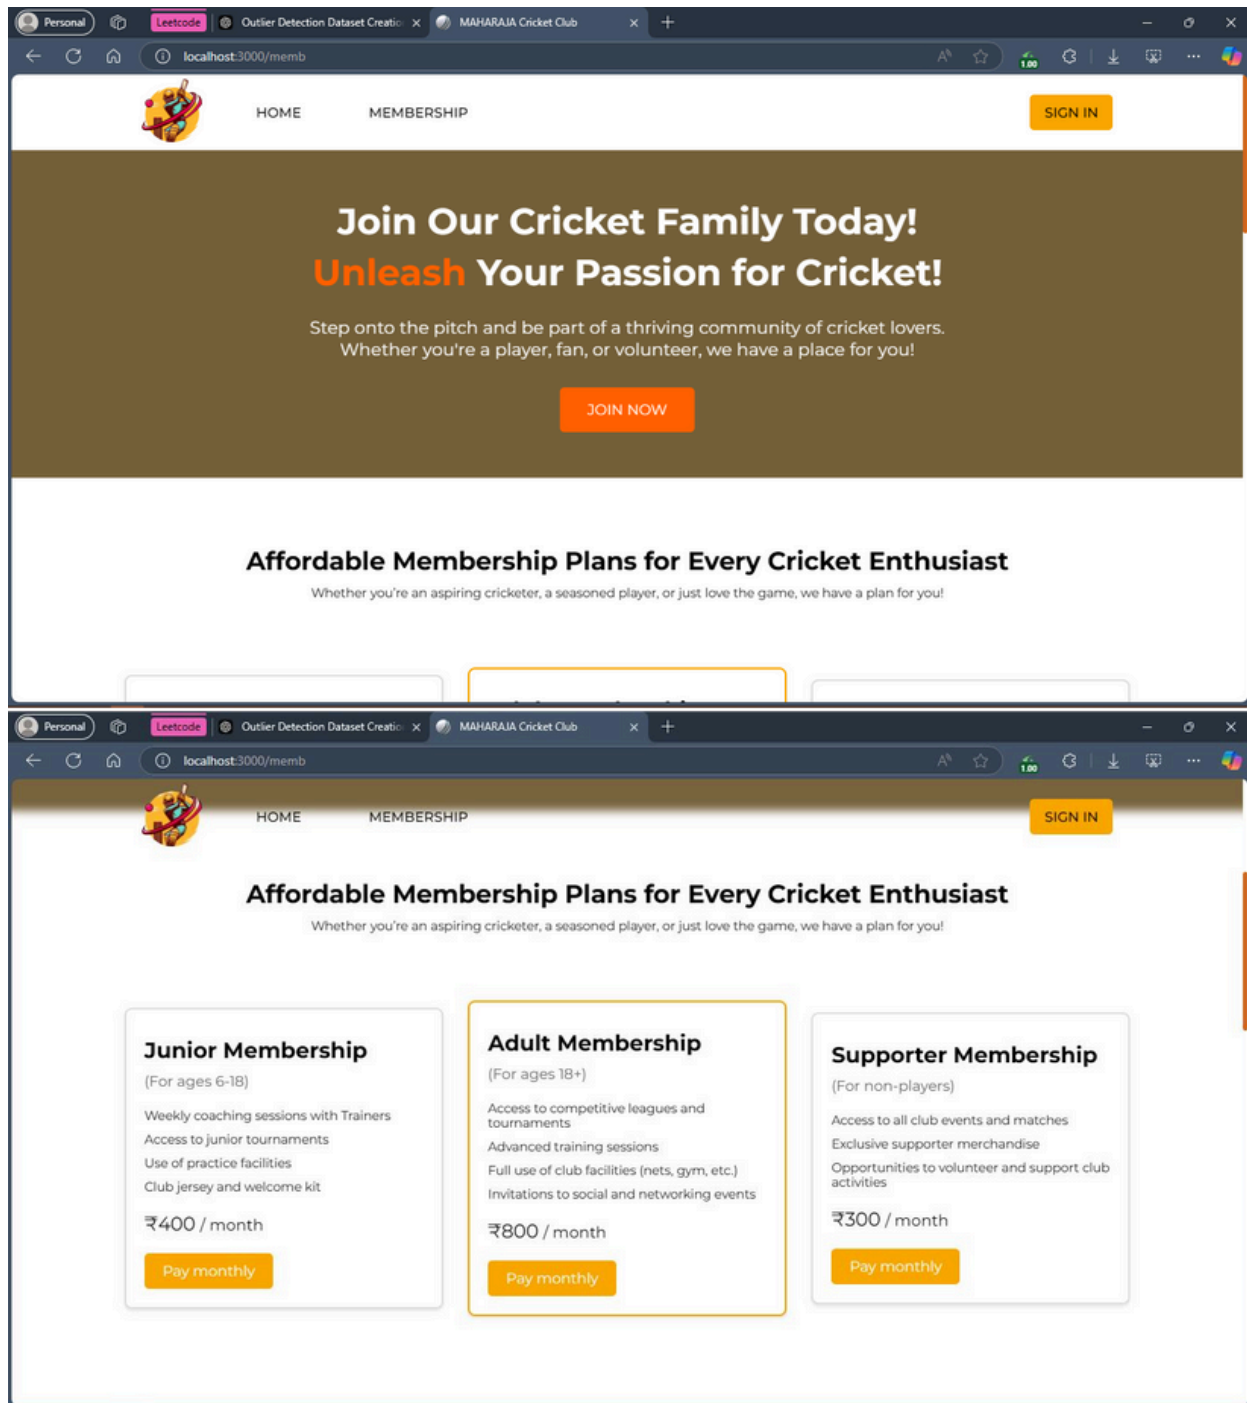 Personal
Leetcode
Outlier Detection Dataset Creatio
MAHARAJA Cricket Club
localhost:3000/memb
1.00
HOME
MEMBERSHIP
SIGN IN
Join Our Cricket Family Today!
Unleash Your Passion for Cricket!
Step onto the pitch and be part of a thriving community of cricket lovers.
Whether you're a player, fan, or volunteer, we have a place for you!
JOIN NOW
Affordable Membership Plans for Every Cricket Enthusiast
Whether you're an aspiring cricketer, a seasoned player, or just love the game, we have a plan for you!
Personal
Leetcode
Outlier Detection Dataset Creatio
MAHARAJA Cricket Club
localhost:3000/memb
1.00
HOME
MEMBERSHIP
SIGN IN
Affordable Membership Plans for Every Cricket Enthusiast
Whether you're an aspiring cricketer, a seasoned player, or just love the game, we have a plan for you!
Junior Membership
(For ages 6-18)
Weekly coaching sessions with Trainers
Access to junior tournaments
Use of practice facilities
Club jersey and welcome kit
₹400 / month
Pay monthly
Adult Membership
(For ages 18+)
Access to competitive leagues and
tournaments
Advanced training sessions
Full use of club facilities (nets, gym, etc.)
Invitations to social and networking events
₹800 / month
Pay monthly
Supporter Membership
(For non-players)
Access to all club events and matches
Exclusive supporter merchandise
Opportunities to volunteer and support club
activities
₹300 / month
Pay monthly